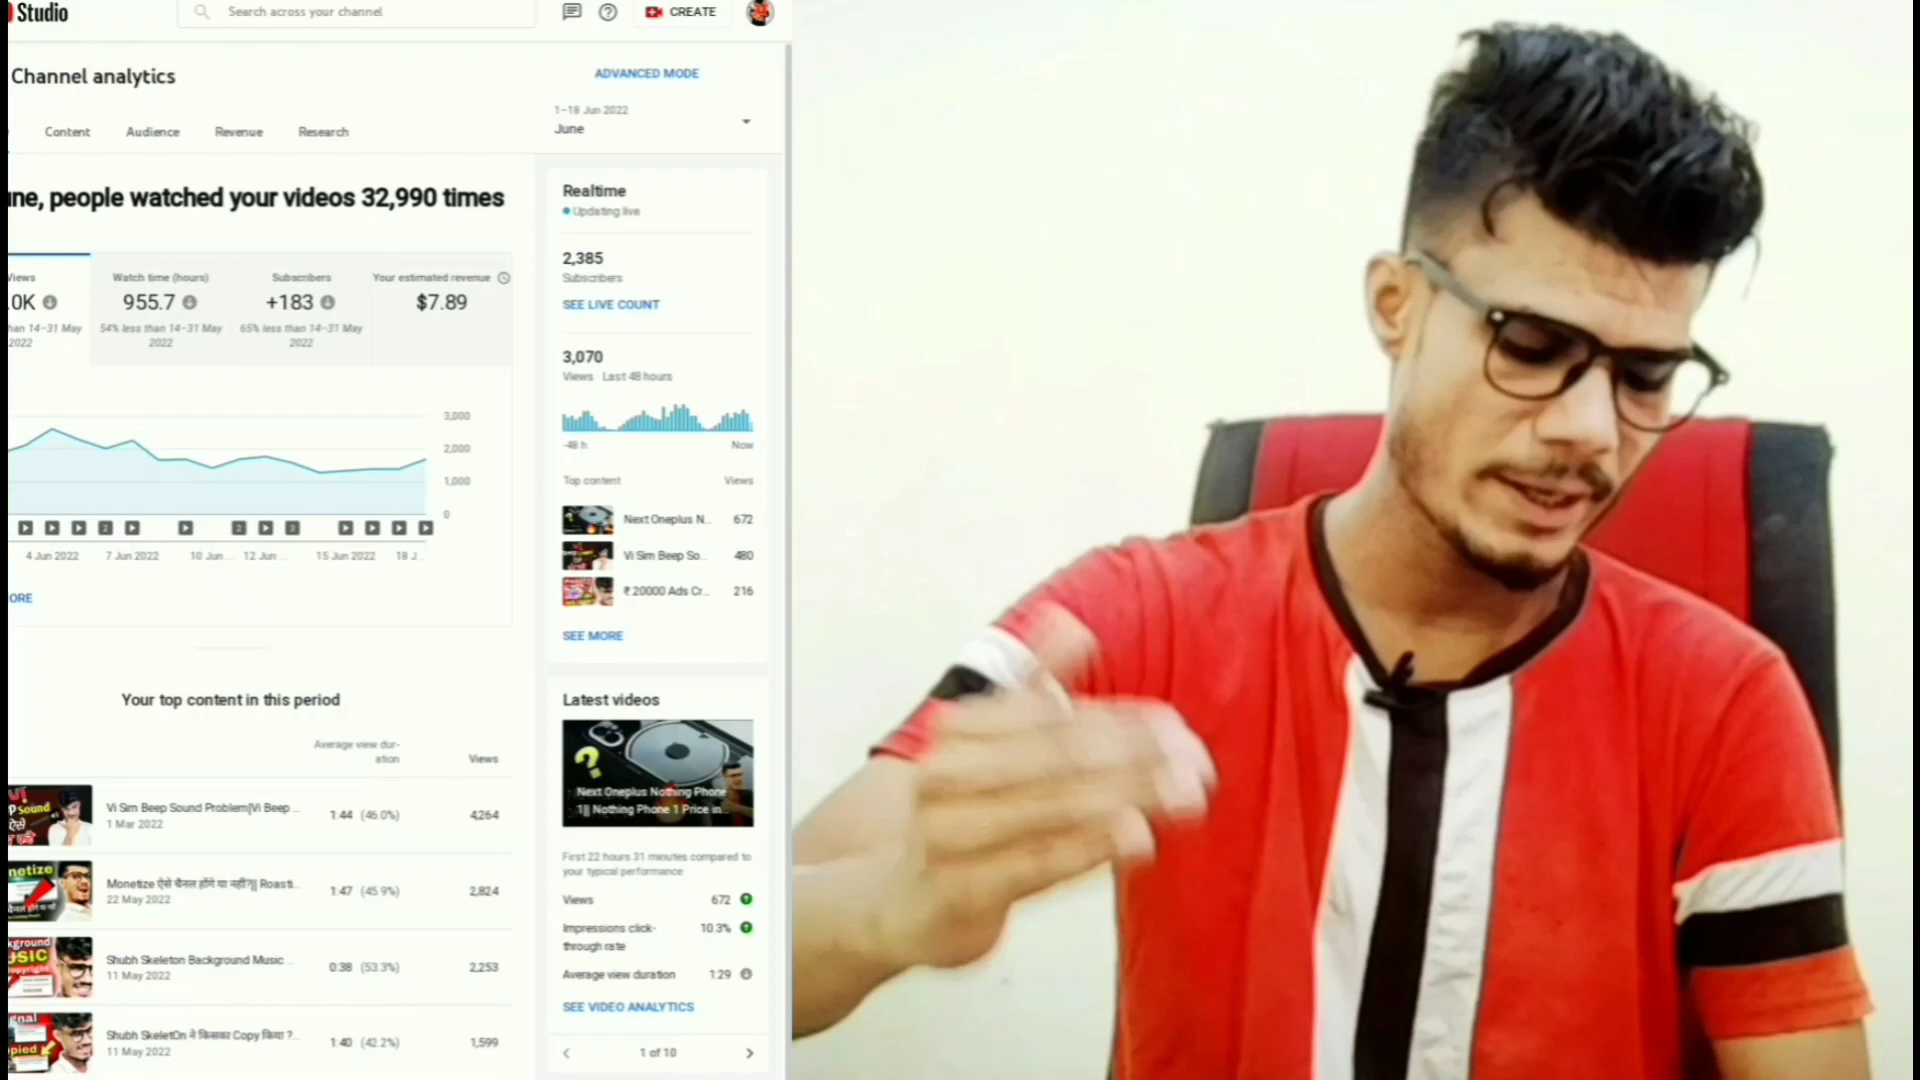 Studio
Search across your channel
CREATE
Channel analytics
ADVANCED MODE
1–18 Jun 2022
June
Content
Audience
Revenue
Research
people watched your videos 32,990 times
Views
0K
14–31 May
2022
Watch time (hours)
955.7
54% less than 14–31 May
2022
Subscribers
+183
65% less than 14–31 May
2022
Your estimated revenue
$7.89
3,000
2,000
1,000
0
4 Jun 2022
7 Jun 2022
10 Jun ...
12 Jun ...
15 Jun 2022
18 J...
Your top content in this period
Average view dur-
ation
Views
Vi Sim Beep Sound Problem|Vi Beep ...
1 Mar 2022
1:44 (46.0%)
4,264
Monetize ऐसे चैनल होंगे या नहीं?|| Roasti...
22 May 2022
1:47 (45.9%)
2,824
Shubh Skeleton Background Music ...
11 May 2022
0:38 (53.3%)
2,253
Shubh SkeletOn ने किसका Copy किया ?...
11 May 2022
1:40 (42.2%)
1,599
Realtime
Updating live
2,385
Subscribers
SEE LIVE COUNT
3,070
Views · Last 48 hours
-48 h
Now
Top content
Views
Next Oneplus N...
672
Vi Sim Beep So...
480
₹ 20000 Ads Cr...
216
SEE MORE
Latest videos
Next Oneplus Nothing Phone
1|| Nothing Phone 1 Price in
First 22 hours 31 minutes compared to
your typical performance
Views
672
Impressions click-
through rate
10.3%
Average view duration
1:29
SEE VIDEO ANALYTICS
1 of 10